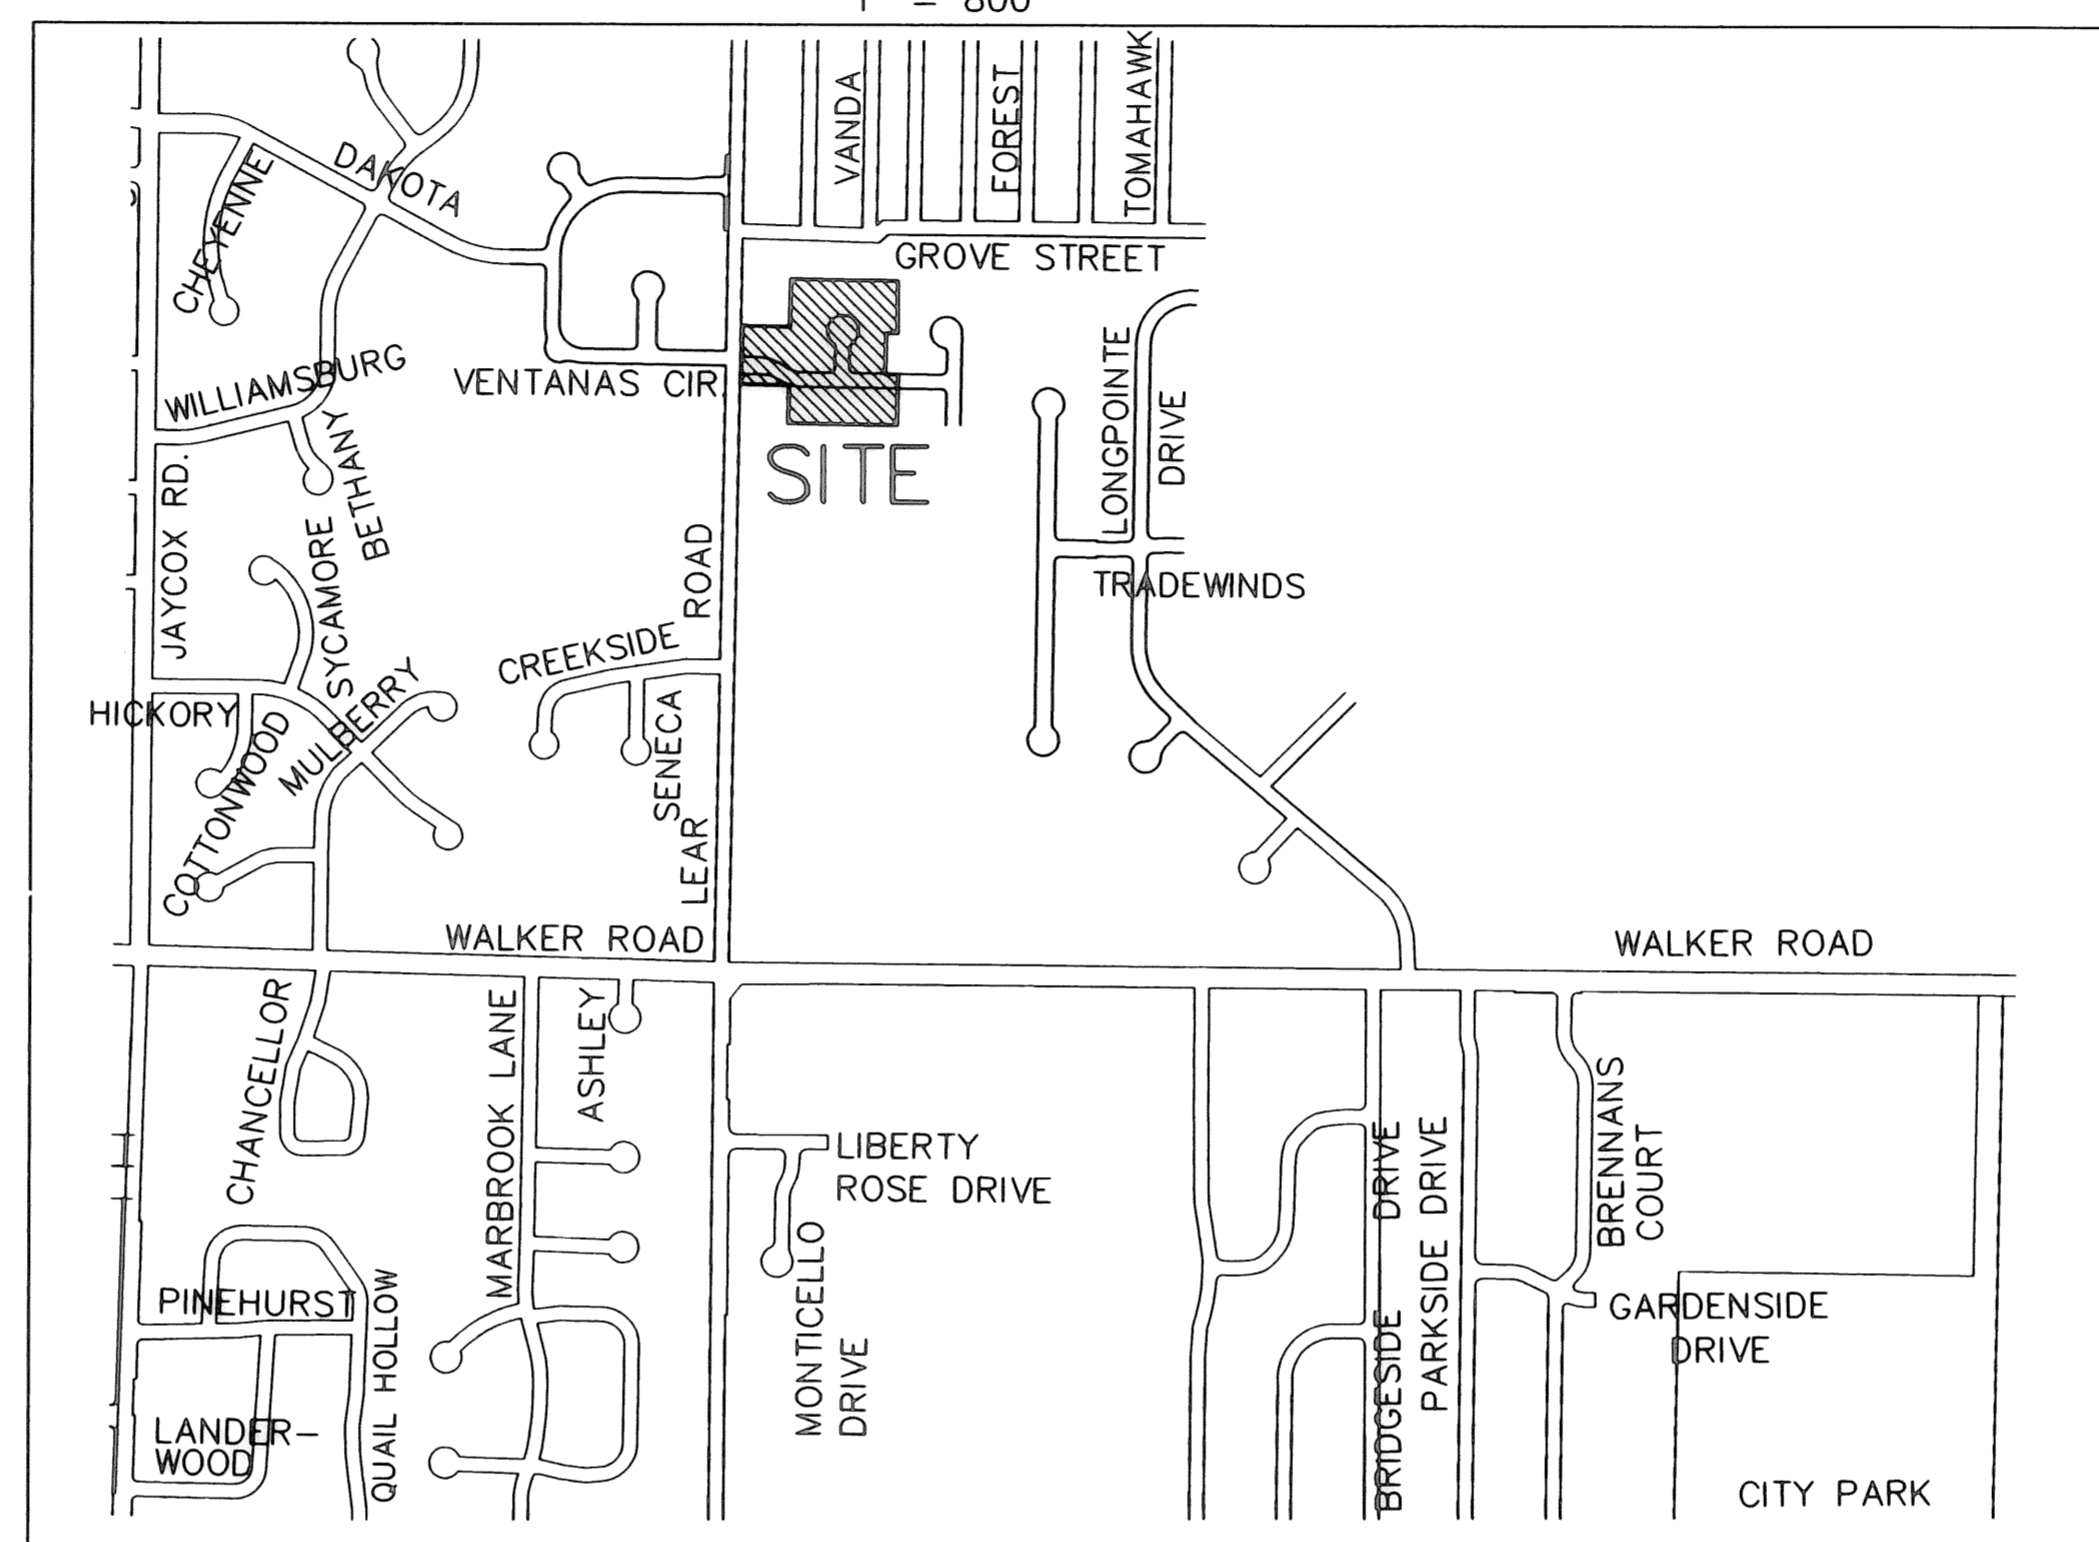 1" = 800'
VANDA
FOREST
TOMAHAWK
DAKOTA
CHEYENNE
GROVE STREET
WILLIAMSBURG
VENTANAS CIR
SITE
LONGPOINTE
DRIVE
BETHANY
JAYCOX RD.
SYCAMORE
ROAD
TRADEWINDS
CREEKSIDE
MULBERRY
HICKORY
SENECA
COTTONWOOD
LEAR
WALKER ROAD
WALKER ROAD
CHANCELLOR
MARBROOK LANE
ASHLEY
LIBERTY
ROSE DRIVE
DRIVE
PARKSIDE DRIVE
BRENNANS
COURT
MONTICELLO
DRIVE
PINEHURST
QUAIL HOLLOW
BRIDGESIDE
GARDENSIDE
DRIVE
LANDER-
WOOD
CITY PARK